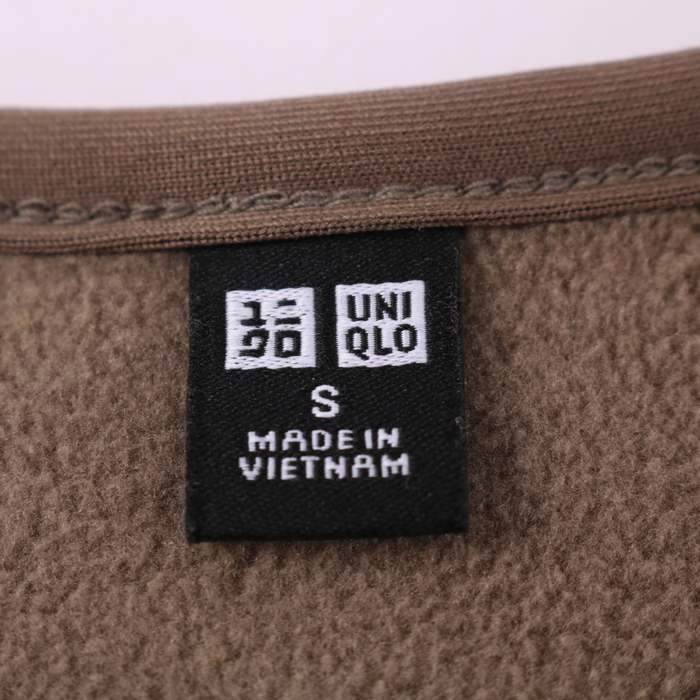 ユニ UNI
クロ QLO
S
MADE IN
VIETNAM